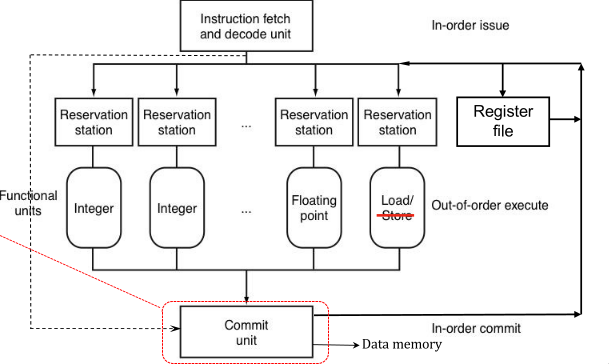 Instruction fetch
and decode unit
In-order issue
Reservation
station
Reservation
station
...
Reservation
station
Reservation
station
Register
file
Functional
units
Integer
Integer
...
Floating
point
Load/
Store
Out-of-order execute
Commit
unit
In-order commit
Data memory